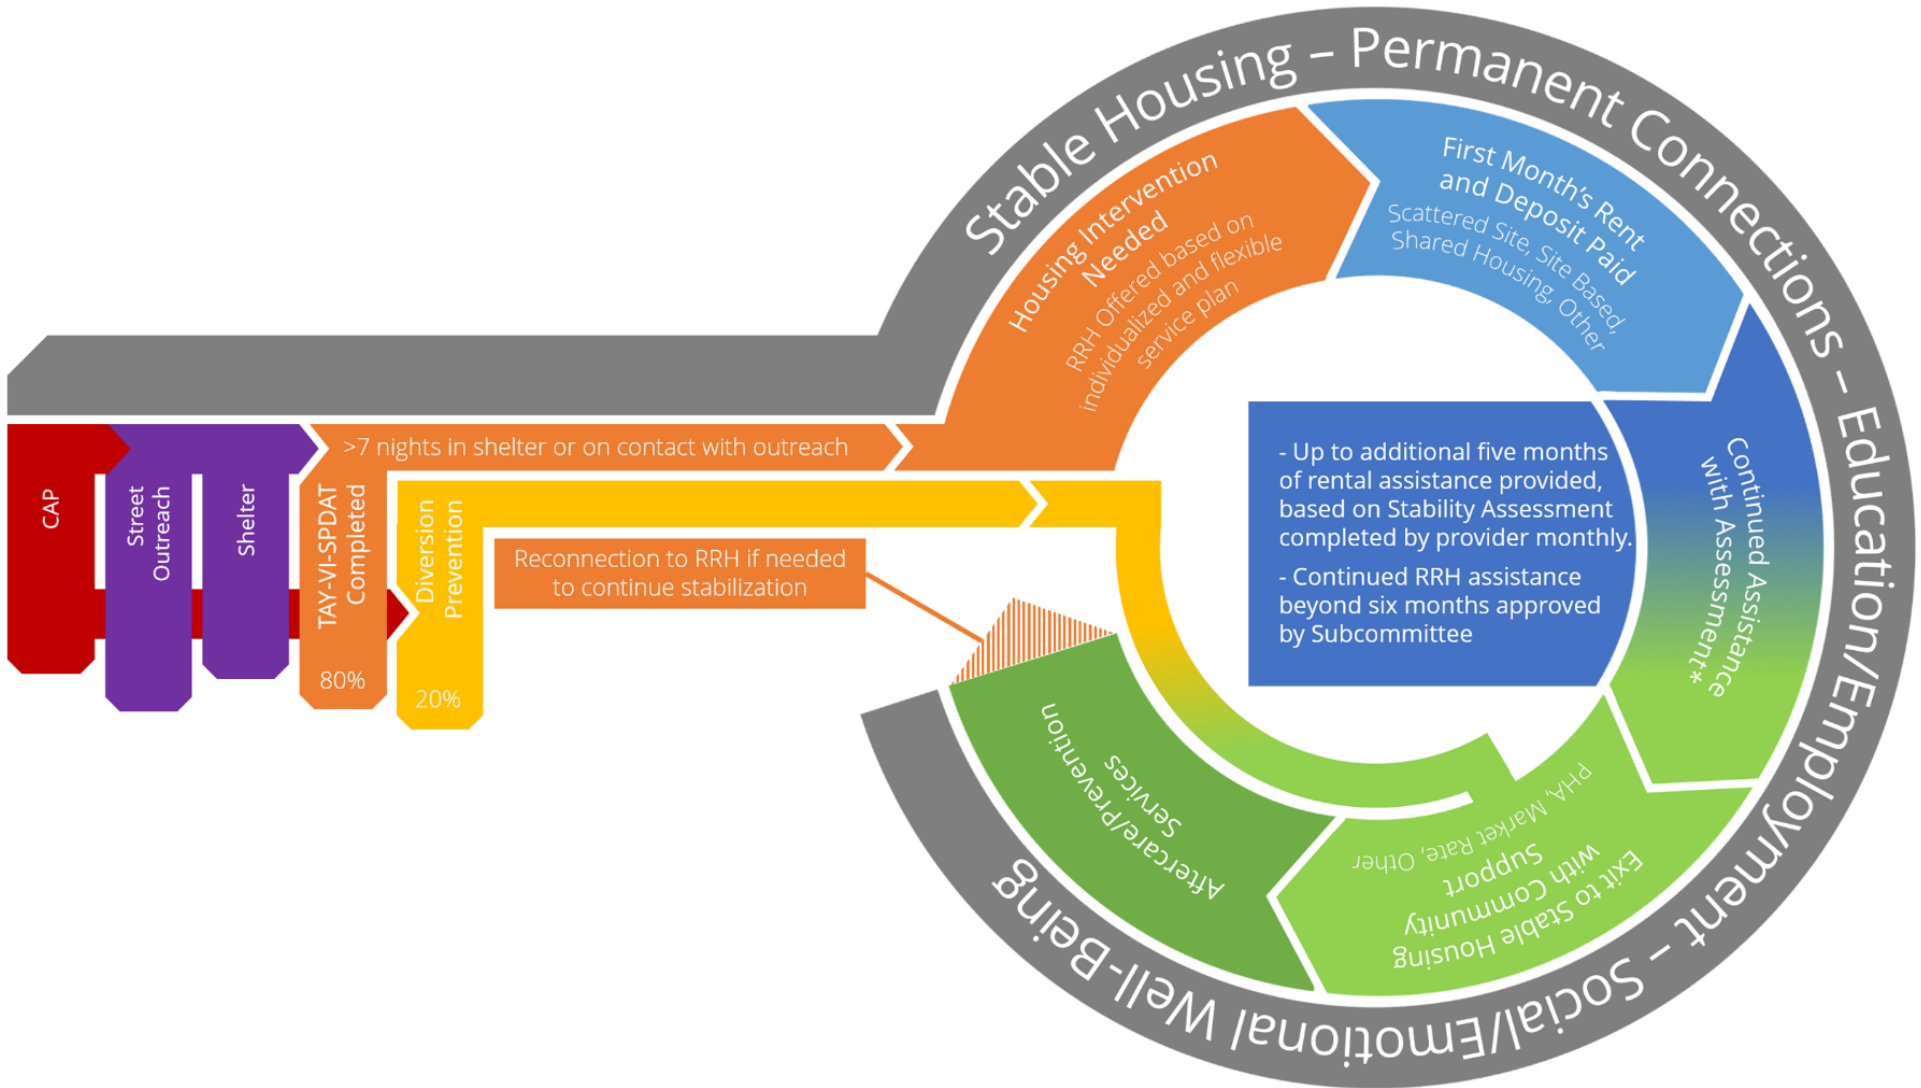 Stable Housing – Permanent Connections – Education/Employment – Social/Emotional Well-Being
CAP
Street
Outreach
Shelter
>7 nights in shelter or on contact with outreach
TAY-VI-SPDAT
Completed
80%
Diversion
Prevention
20%
Reconnection to RRH if needed
to continue stabilization
Housing Intervention
Needed
RRH Offered based on
individualized and flexible
service plan
First Month's Rent
and Deposit Paid
Scattered Site, Site Based,
Shared Housing, Other
Continued Assistance
with Assessment*
- Up to additional five months
of rental assistance provided,
based on Stability Assessment
completed by provider monthly.
- Continued RRH assistance
beyond six months approved
by Subcommittee
Exit to Stable Housing
with Community
Support
PHA, Market Rate, Other
Aftercare/Prevention
Services